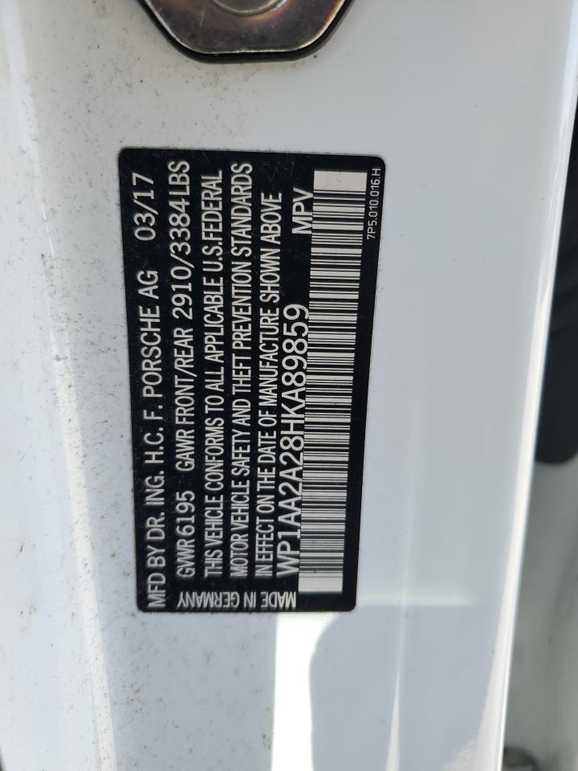 MFD BY DR. ING. H.C. F. PORSCHE AG 03/17
GVWR 6195 GAWR FRONT/REAR 2910/3384 LBS
THIS VEHICLE CONFORMS TO ALL APPLICABLE U.S.FEDERAL
MOTOR VEHICLE SAFETY AND THEFT PREVENTION STANDARDS
IN EFFECT ON THE DATE OF MANUFACTURE SHOWN ABOVE
WP1AA2A28HKA89859 MPV
MADE IN GERMANY
7P5.010.016.H